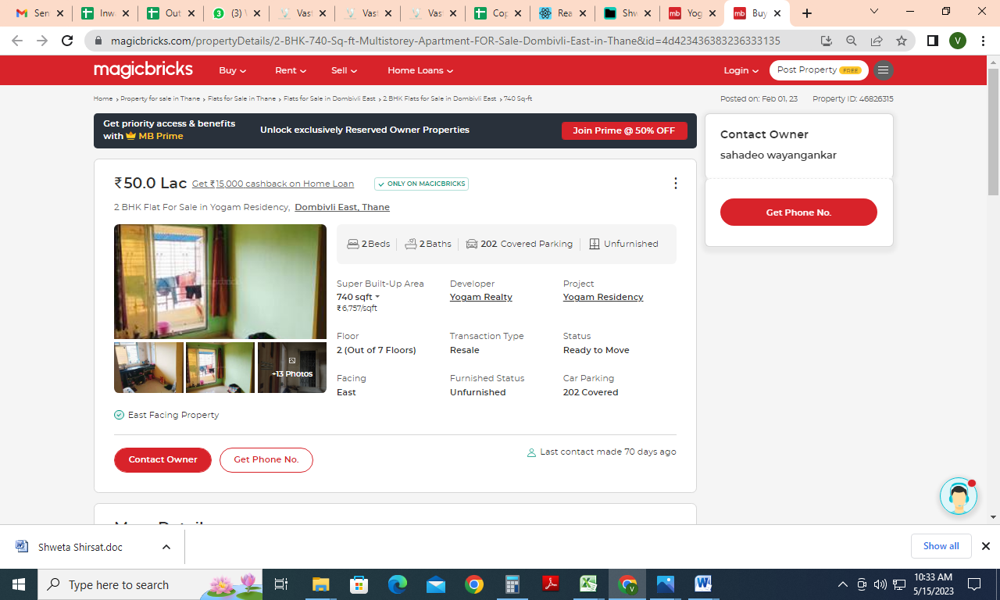 Sen
Inw
Out
3
(3)
Vast
Vast
Vast
Cop
Rea
Shw
mb
Yog
mb
Buy
magicbricks.com/propertyDetails/2-BHK-740-Sq-ft-Multistorey-Apartment-FOR-Sale-Dombivli-East-in-Thane&id=4d423436383236333135
V
magicbricks
Buy
Rent
Sell
Home Loans
Login
Post Property FREE
Home › Property for sale in Thane › Flats for Sale in Thane › Flats for Sale in Dombivli East › 2 BHK Flats for Sale in Dombivli East › 740 Sq-ft
Posted on: Feb 01, 23 Property ID: 46826315
Get priority access & benefits
with MB Prime
Unlock exclusively Reserved Owner Properties
Join Prime @ 50% OFF
Contact Owner
sahadeo wayangankar
Get Phone No.
₹50.0 Lac Get ₹15,000 cashback on Home Loan
ONLY ON MAGICBRICKS
2 BHK Flat For Sale in Yogam Residency, Dombivli East, Thane
2 Beds
2 Baths
202 Covered Parking
Unfurnished
Super Built-Up Area
740 sqft
₹6,757/sqft
Developer
Yogam Realty
Project
Yogam Residency
Floor
2 (Out of 7 Floors)
Transaction Type
Resale
Status
Ready to Move
+13 Photos
Facing
East
Furnished Status
Unfurnished
Car Parking
202 Covered
East Facing Property
Contact Owner
Get Phone No.
Last contact made 70 days ago
Shweta Shirsat.doc
Show all
Type here to search
V
10:33 AM
5/15/2023